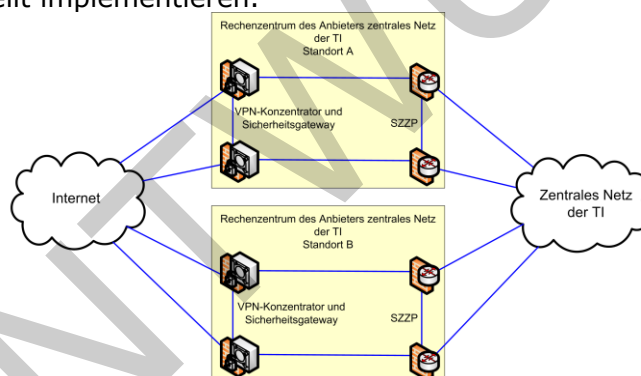 ellt implementieren:
Rechenzentrum des Anbieters zentrales Netz
der TI
Standort A
VPN-Konzentrator und
Sicherheitsgateway
SZZP
Internet
Zentrales Netz
der TI
Rechenzentrum des Anbieters zentrales Netz
der TI
Standort B
VPN-Konzentrator und
Sicherheitsgateway
SZZP